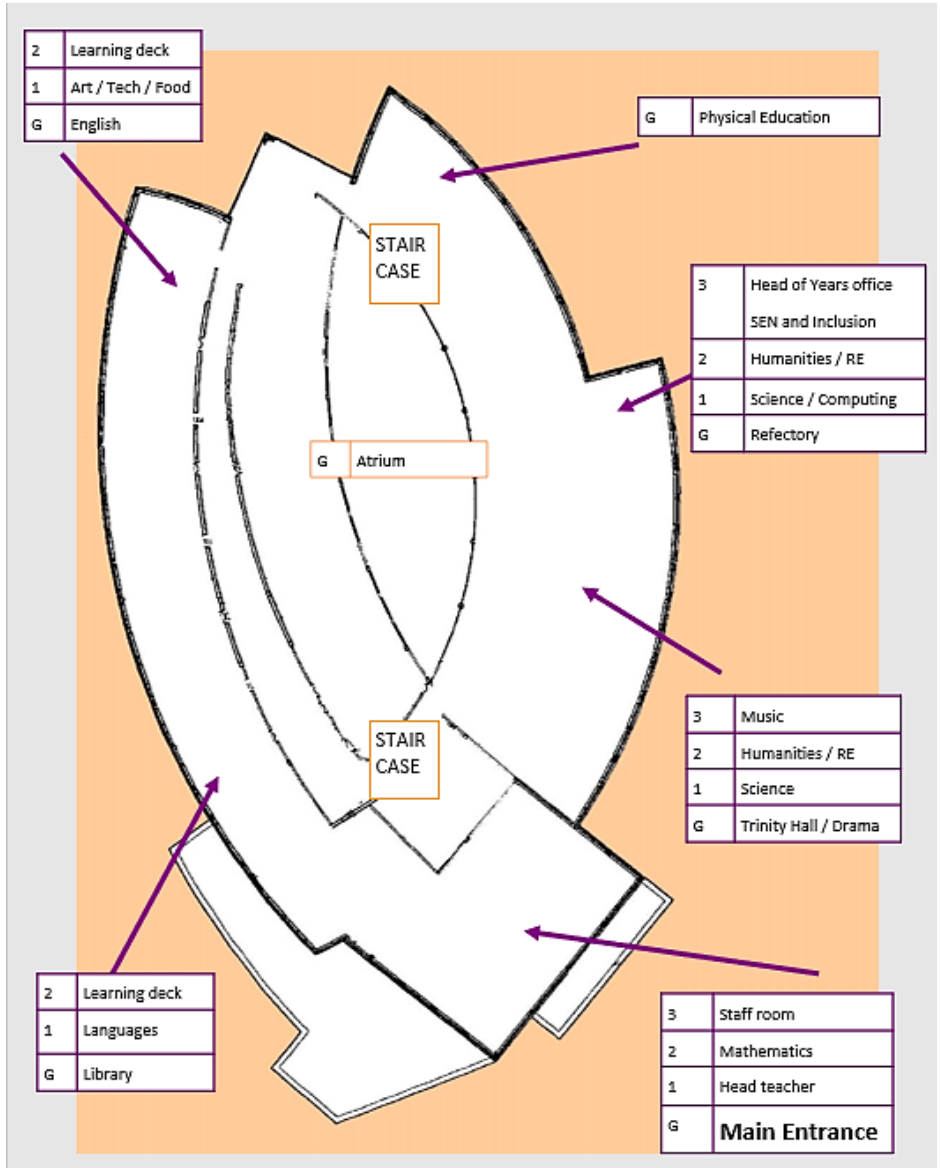 2 Learning deck
1 Art / Tech / Food
G English
G Physical Education
STAIR
CASE
3 Head of Years office
SEN and Inclusion
2 Humanities / RE
1 Science / Computing
G Refectory
G Atrium
3 Music
2 Humanities / RE
1 Science
G Trinity Hall / Drama
STAIR
CASE
2 Learning deck
1 Languages
G Library
3 Staff room
2 Mathematics
1 Head teacher
G Main Entrance